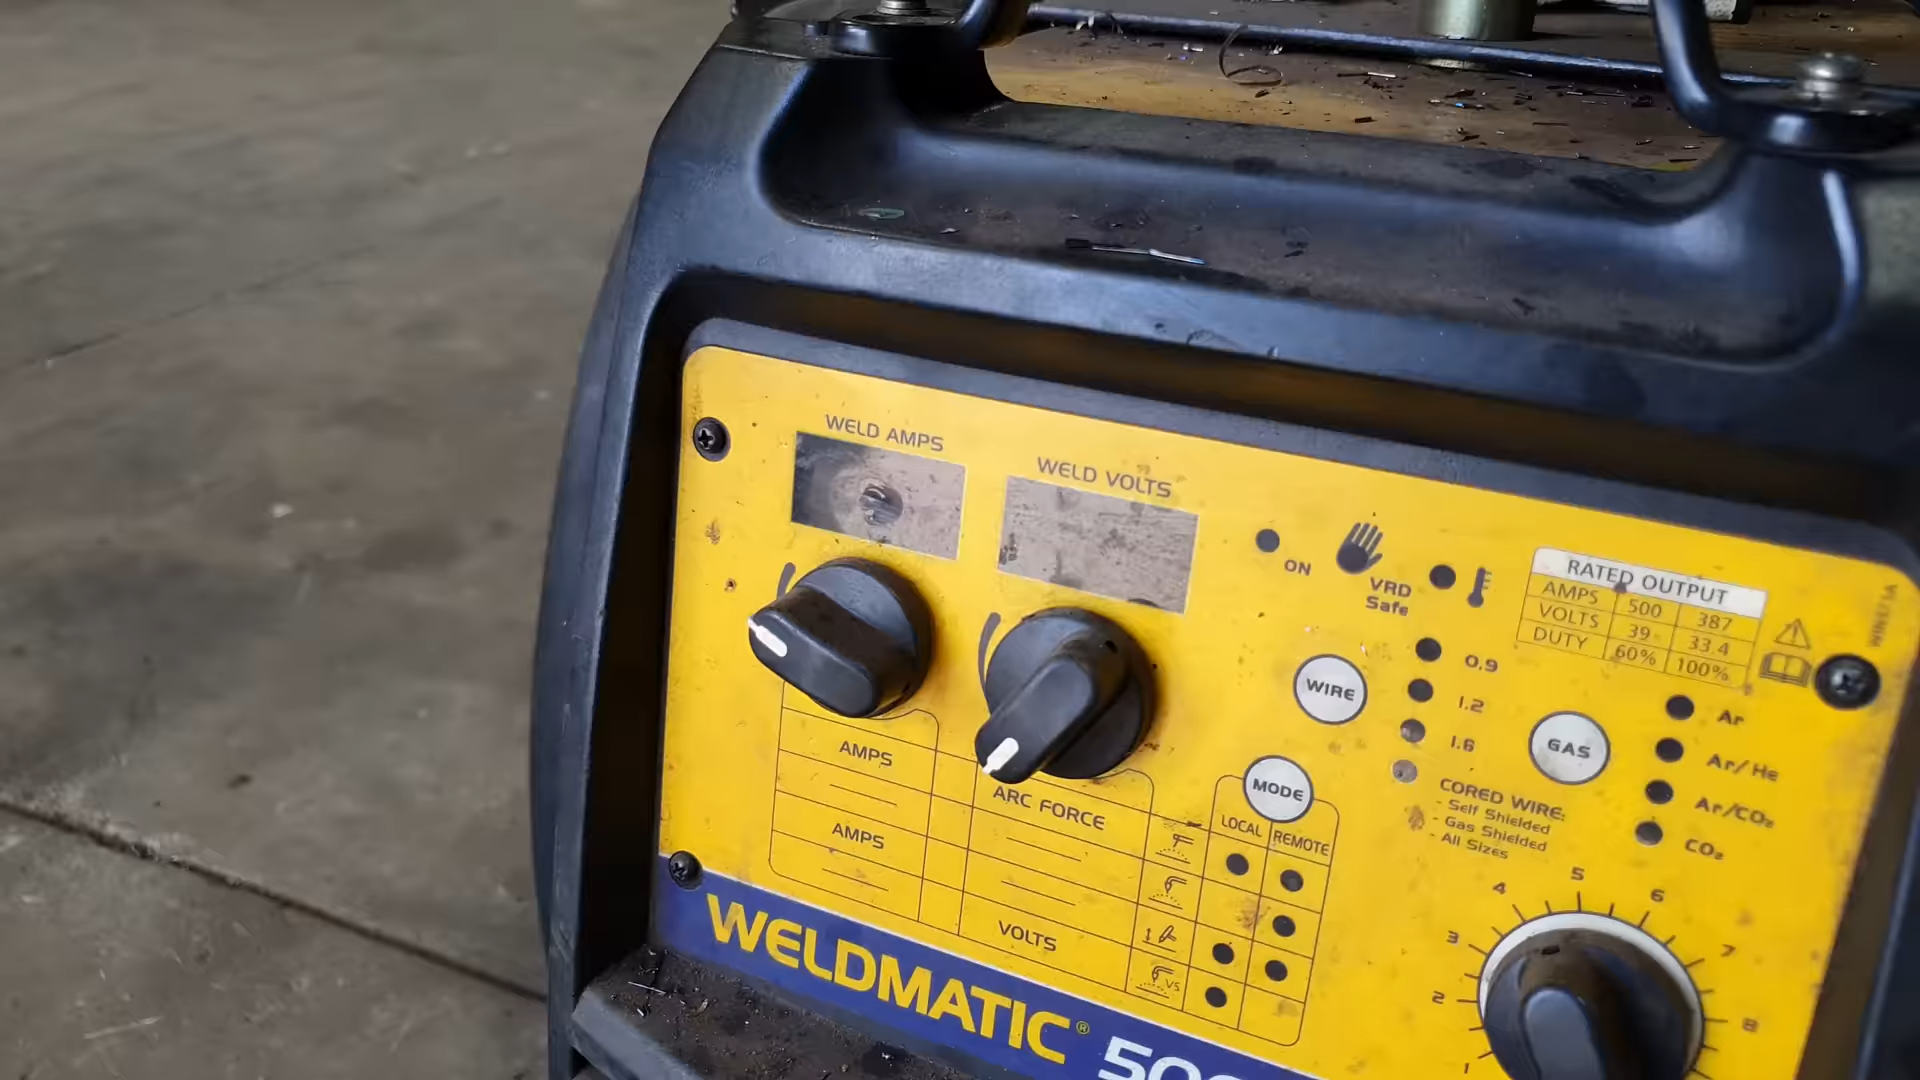 WELD AMPS
WELD VOLTS
ON
VRD
Safe
RATED OUTPUT
AMPS 500 387
VOLTS 39 33.4
DUTY 60% 100%
WIRE
0.9
1.2
1.6
CORED WIRE:
- Self Shielded
- Gas Shielded
- All Sizes
GAS
Ar
Ar/He
Ar/CO₂
CO₂
MODE
LOCAL REMOTE
AMPS
ARC FORCE
AMPS
VOLTS
VS
WELDMATIC®
1
2
3
4
5
6
7
8